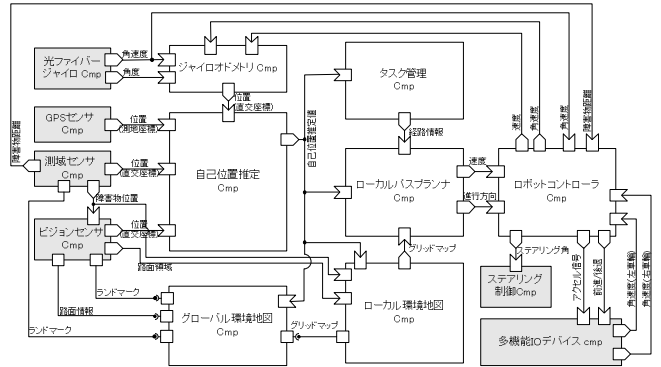 光ファイバー
ジャイロ Cmp
角速度
角度
ジャイロオドメトリ Cmp
タスク管理
Cmp
速度
角速度
角速度
障害物距離
位置
(直交座標)
GPSセンサ
Cmp
位置
(測地座標)
自己位置推定値
経路情報
障害物距離
測域センサ
Cmp
位置
(直交座標)
自己位置推定
Cmp
ローカルパスプランナ
Cmp
速度
進行方向
ロボットコントローラ
Cmp
障害物位置
ビジョンセンサ
Cmp
位置
(直交座標)
路面領域
グリッドマップ
ステアリング角
アクセル信号
前進/後退
角速度(左車輪)
角速度(右車輪)
ステアリング
制御Cmp
ランドマーク
路面情報
ランドマーク
グローバル環境地図
Cmp
グリッドマップ
ローカル環境地図
Cmp
多機能IOデバイス cmp